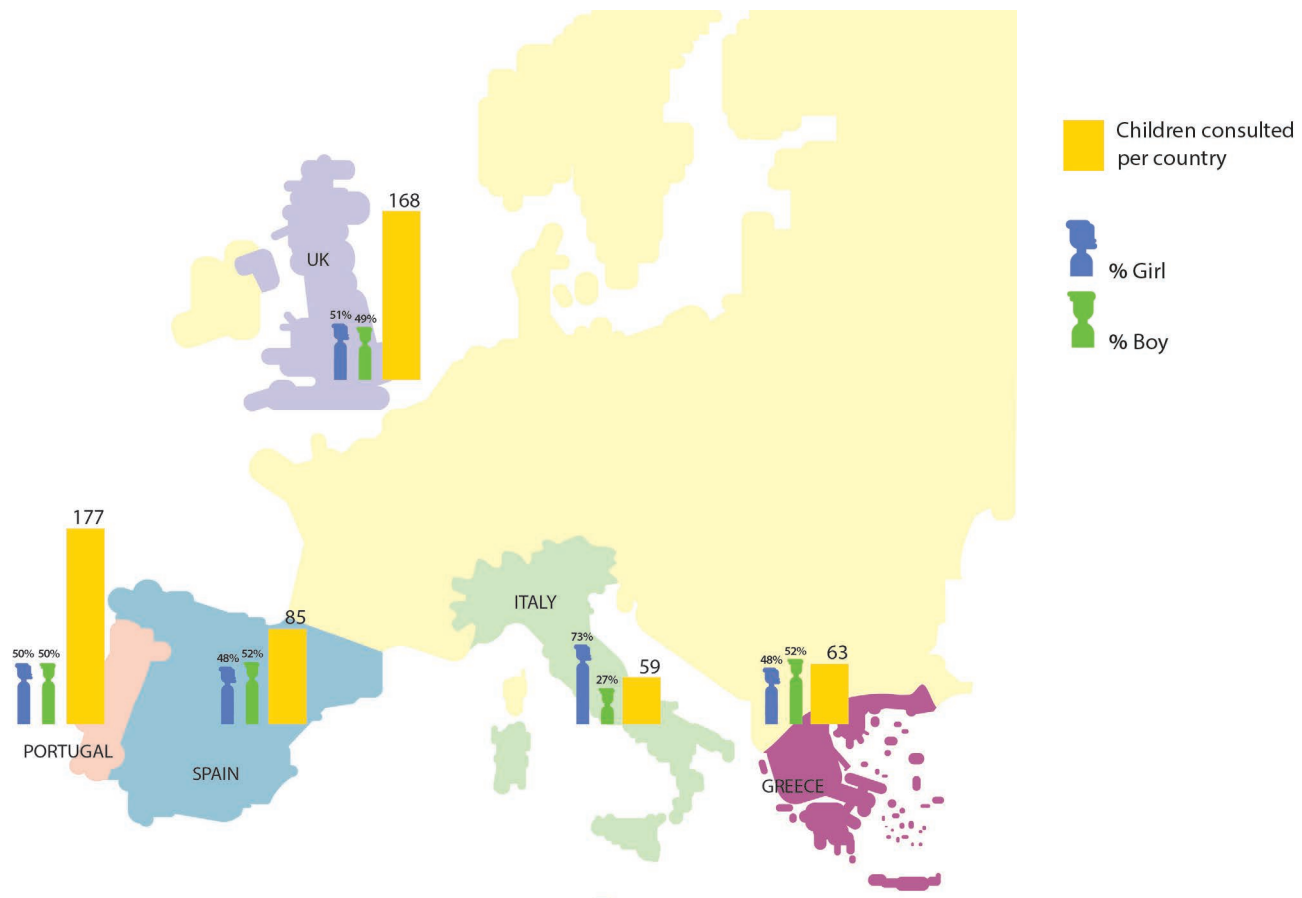 Children consulted
per country
% Girl
% Boy
168
UK
51% 49%
177
50% 50%
PORTUGAL
85
48% 52%
SPAIN
ITALY
73%
27%
59
48% 52%
63
GREECE